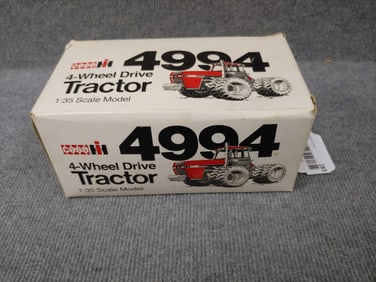 CASE IH 4994
4-Wheel Drive
Tractor
1:35 Scale Model
CASE IH 4994
4-Wheel Drive
Tractor
1:35 Scale Model